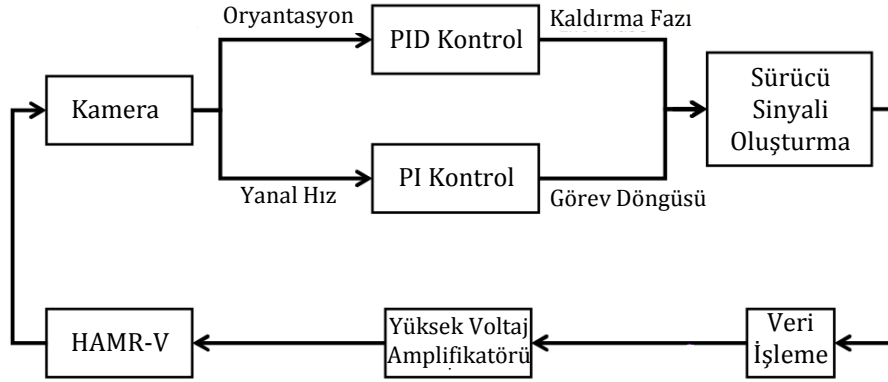 Oryantasyon
Kaldırma Fazı
PID Kontrol
Kamera
Sürücü
Sinyali
Oluşturma
PI Kontrol
Yanal Hız
Görev Döngüsü
HAMR-V
Yüksek Voltaj
Amplifikatörü
Veri
İşleme